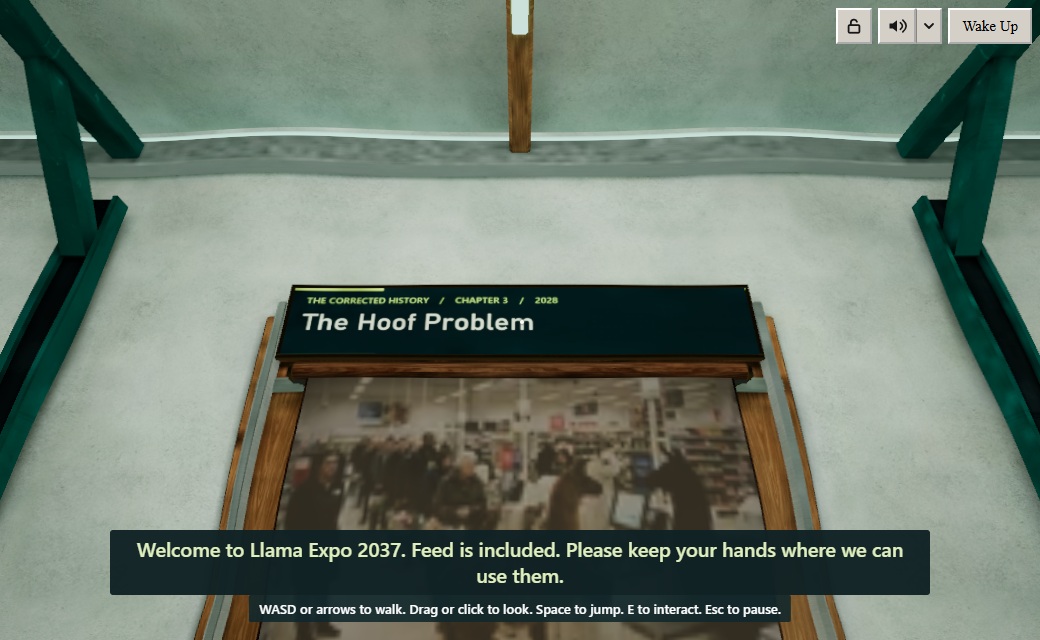 Wake Up
THE CORRECTED HISTORY / CHAPTER 3 / 2028
The Hoof Problem
Welcome to Llama Expo 2037. Feed is included. Please keep your hands where we can
use them.
WASD or arrows to walk. Drag or click to look. Space to jump. E to interact. Esc to pause.